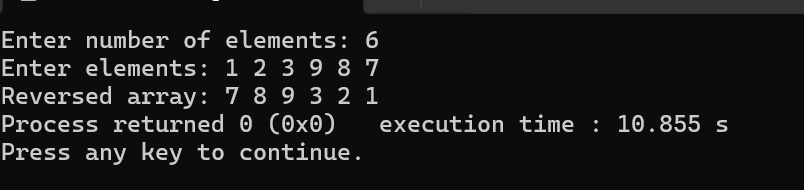 Enter number of elements: 6
Enter elements: 1 2 3 9 8 7
Reversed array: 7 8 9 3 2 1
Process returned 0 (0x0)   execution time : 10.855 s
Press any key to continue.